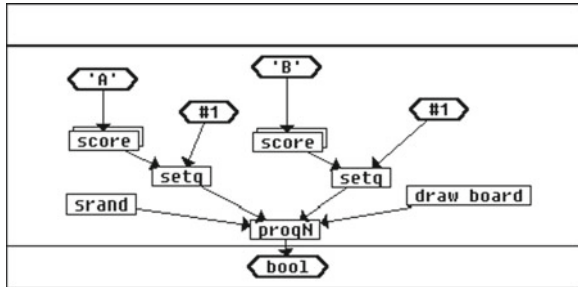 'A'
'B'
#1
#1
score
score
setq
setq
srand
draw board
progN
bool